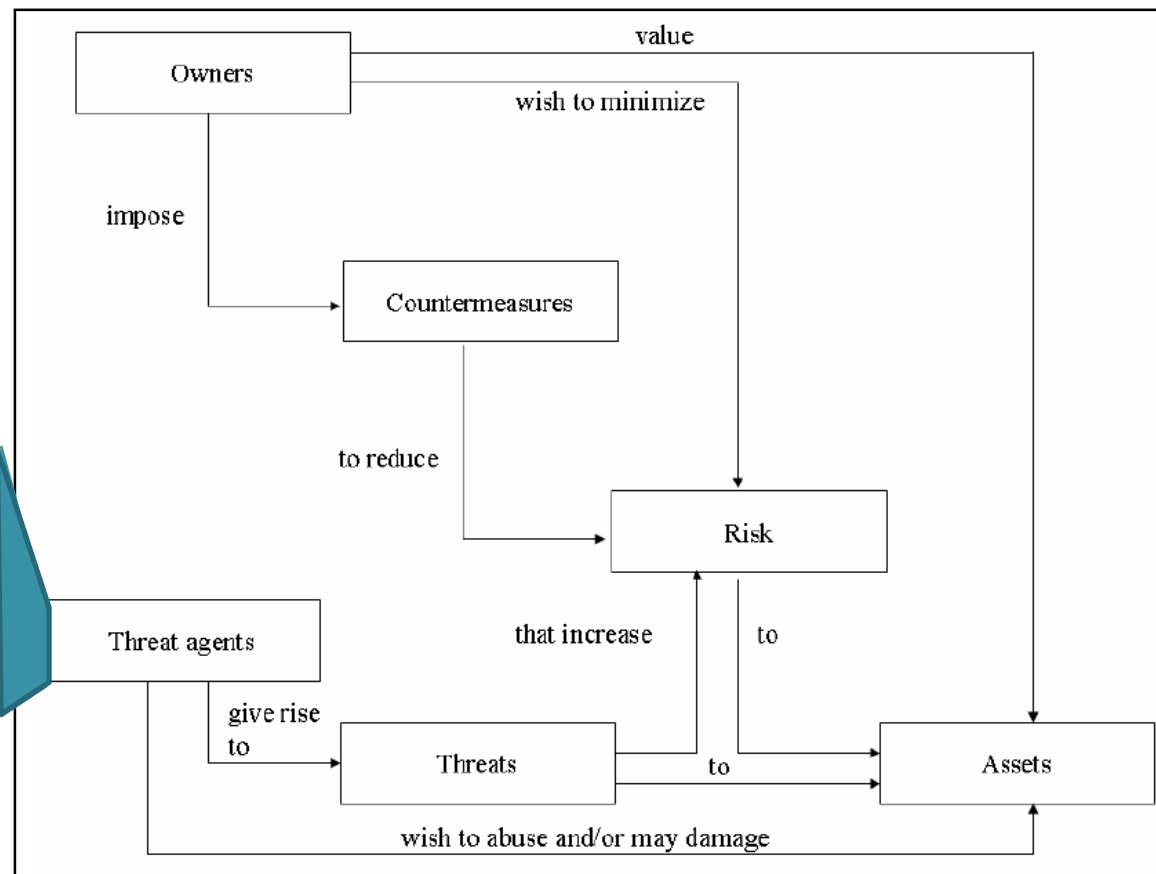 value
Owners
wish to minimize
impose
Countermeasures
to reduce
Risk
that increase
to
Threat agents
give rise
to
Threats
to
Assets
wish to abuse and/or may damage